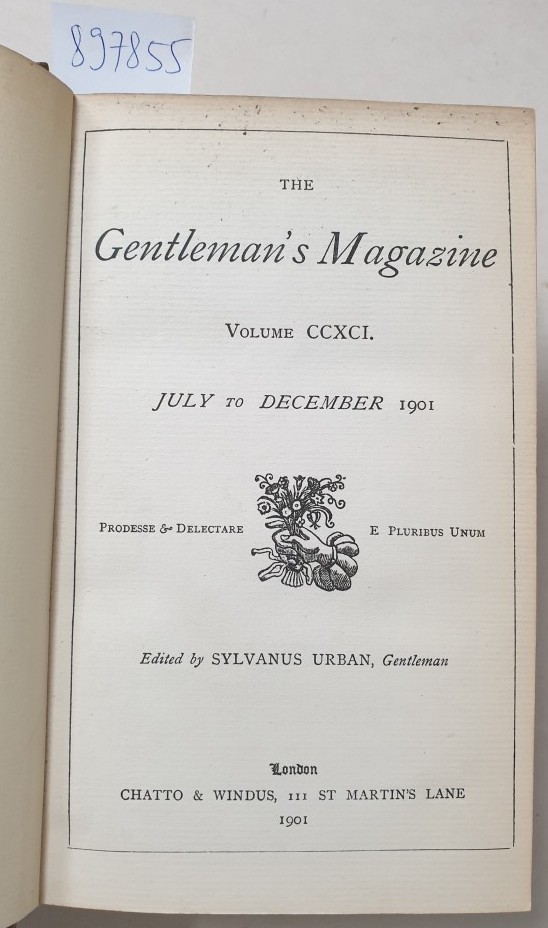 897855
THE
Gentleman's Magazine
VOLUME CCXCI.
JULY TO DECEMBER 1901
PRODESSE & DELECTARE E PLURIBUS UNUM
Edited by SYLVANUS URBAN, Gentleman
London
CHATTO & WINDUS, 111 ST MARTIN'S LANE
1901